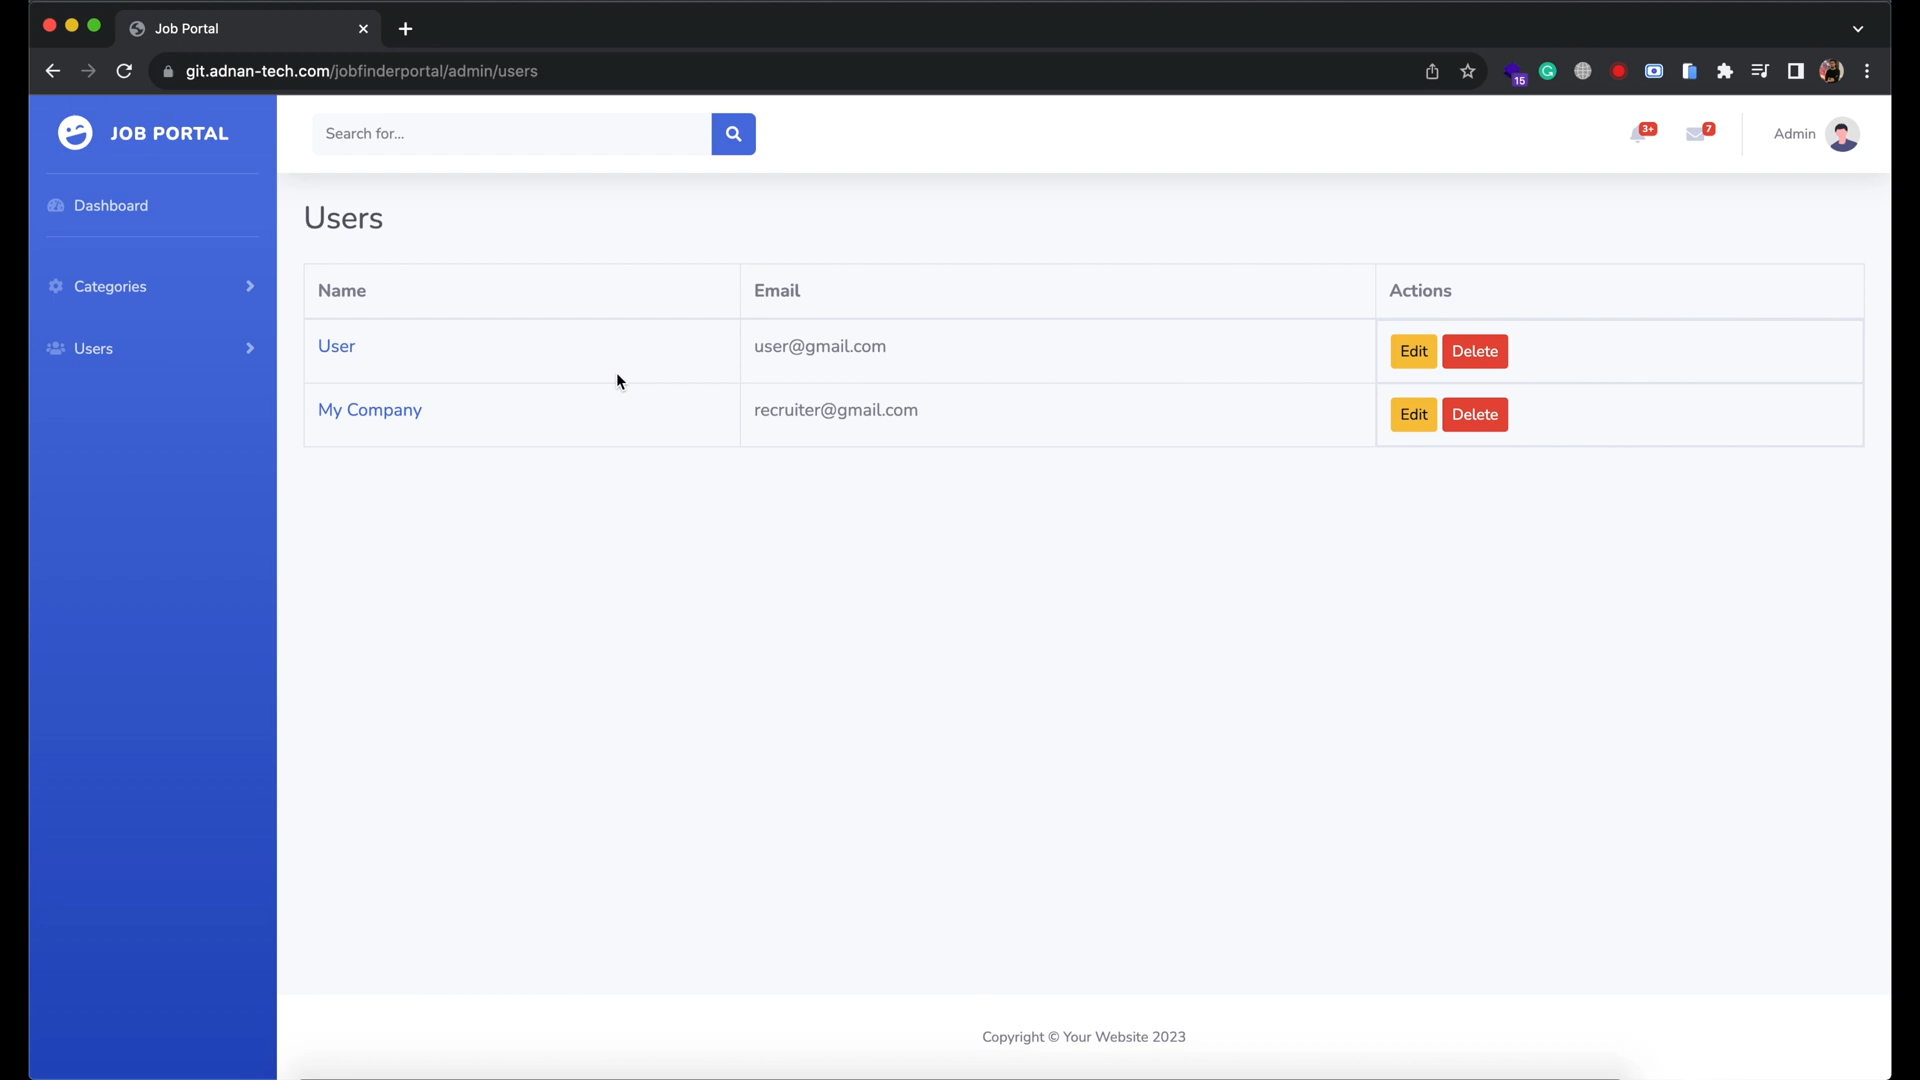 Job Portal
git.adnan-tech.com/jobfinderportal/admin/users
15
JOB PORTAL
Search for...
3+
7
Admin
Dashboard
Categories
Users
Users
Name Email Actions
User user@gmail.com Edit Delete
My Company recruiter@gmail.com Edit Delete
Copyright © Your Website 2023